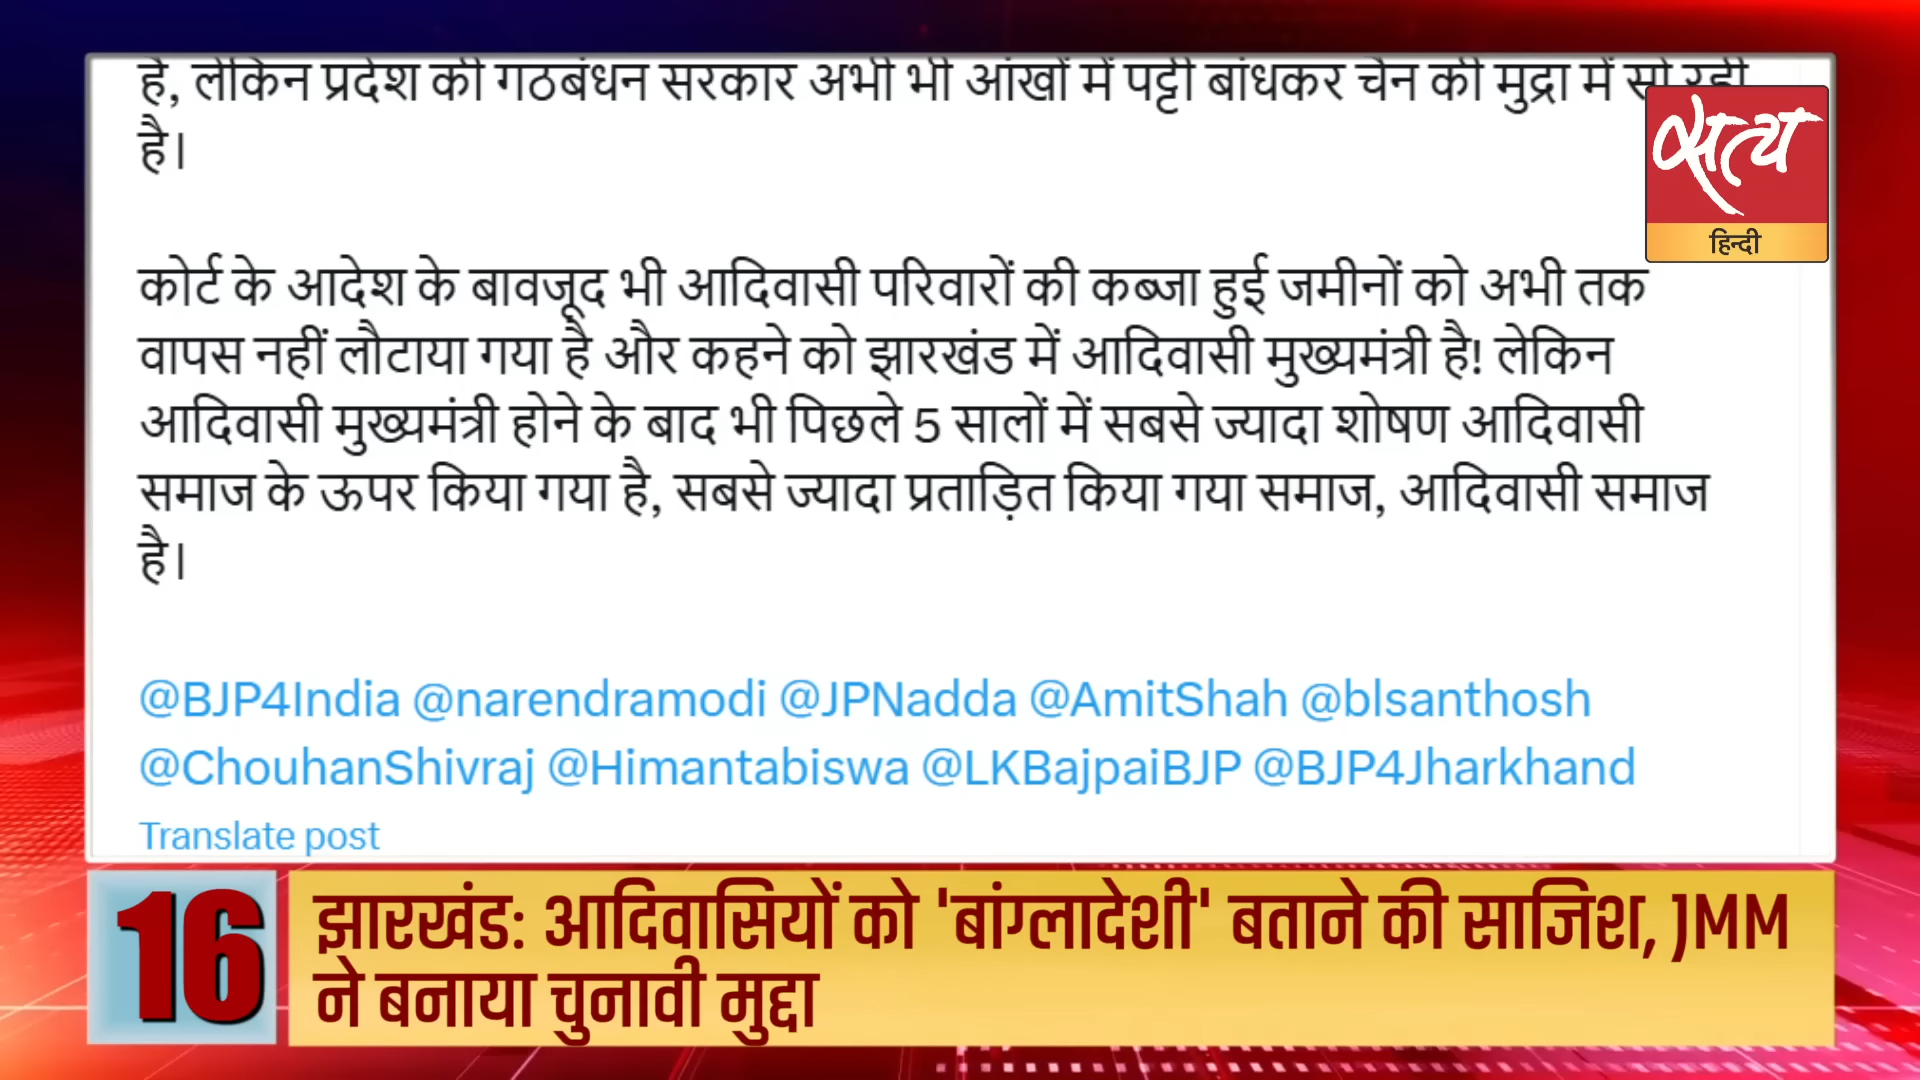 है, लेकिन प्रदेश की गठबंधन सरकार अभी भी आंखों में पट्टी बांधकर चैन की मुद्रा में सो रही
है।
कोर्ट के आदेश के बावजूद भी आदिवासी परिवारों की कब्जा हुई जमीनों को अभी तक
वापस नहीं लौटाया गया है और कहने को झारखंड में आदिवासी मुख्यमंत्री है! लेकिन
आदिवासी मुख्यमंत्री होने के बाद भी पिछले 5 सालों में सबसे ज्यादा शोषण आदिवासी
समाज के ऊपर किया गया है, सबसे ज्यादा प्रताड़ित किया गया समाज, आदिवासी समाज
है।
@BJP4India @narendramodi @JPNadda @AmitShah @blsanthosh
@ChouhanShivraj @Himantabiswa @LKBajpaiBJP @BJP4Jharkhand
Translate post
सत्य
हिन्दी
16
झारखंड: आदिवासियों को 'बांग्लादेशी' बताने की साजिश, JMM
ने बनाया चुनावी मुद्दा